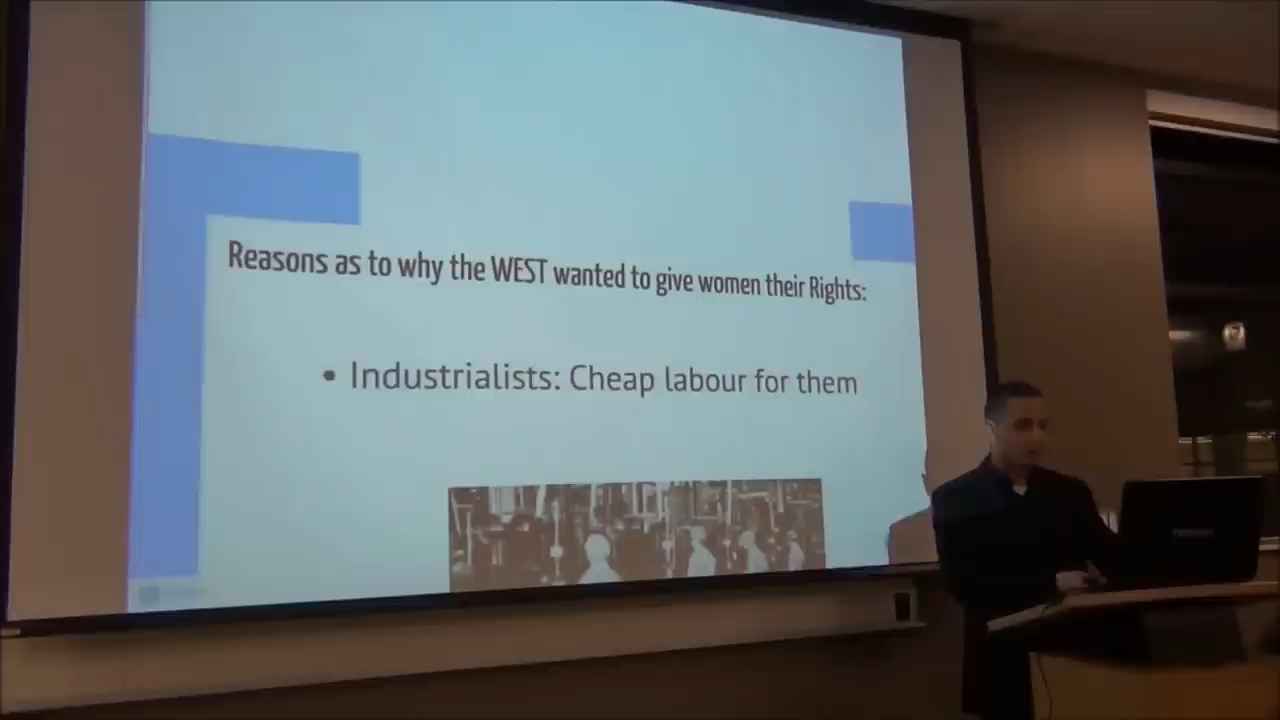 Reasons as to why the WEST wanted to give women their Rights:
• Industrialists: Cheap labour for them